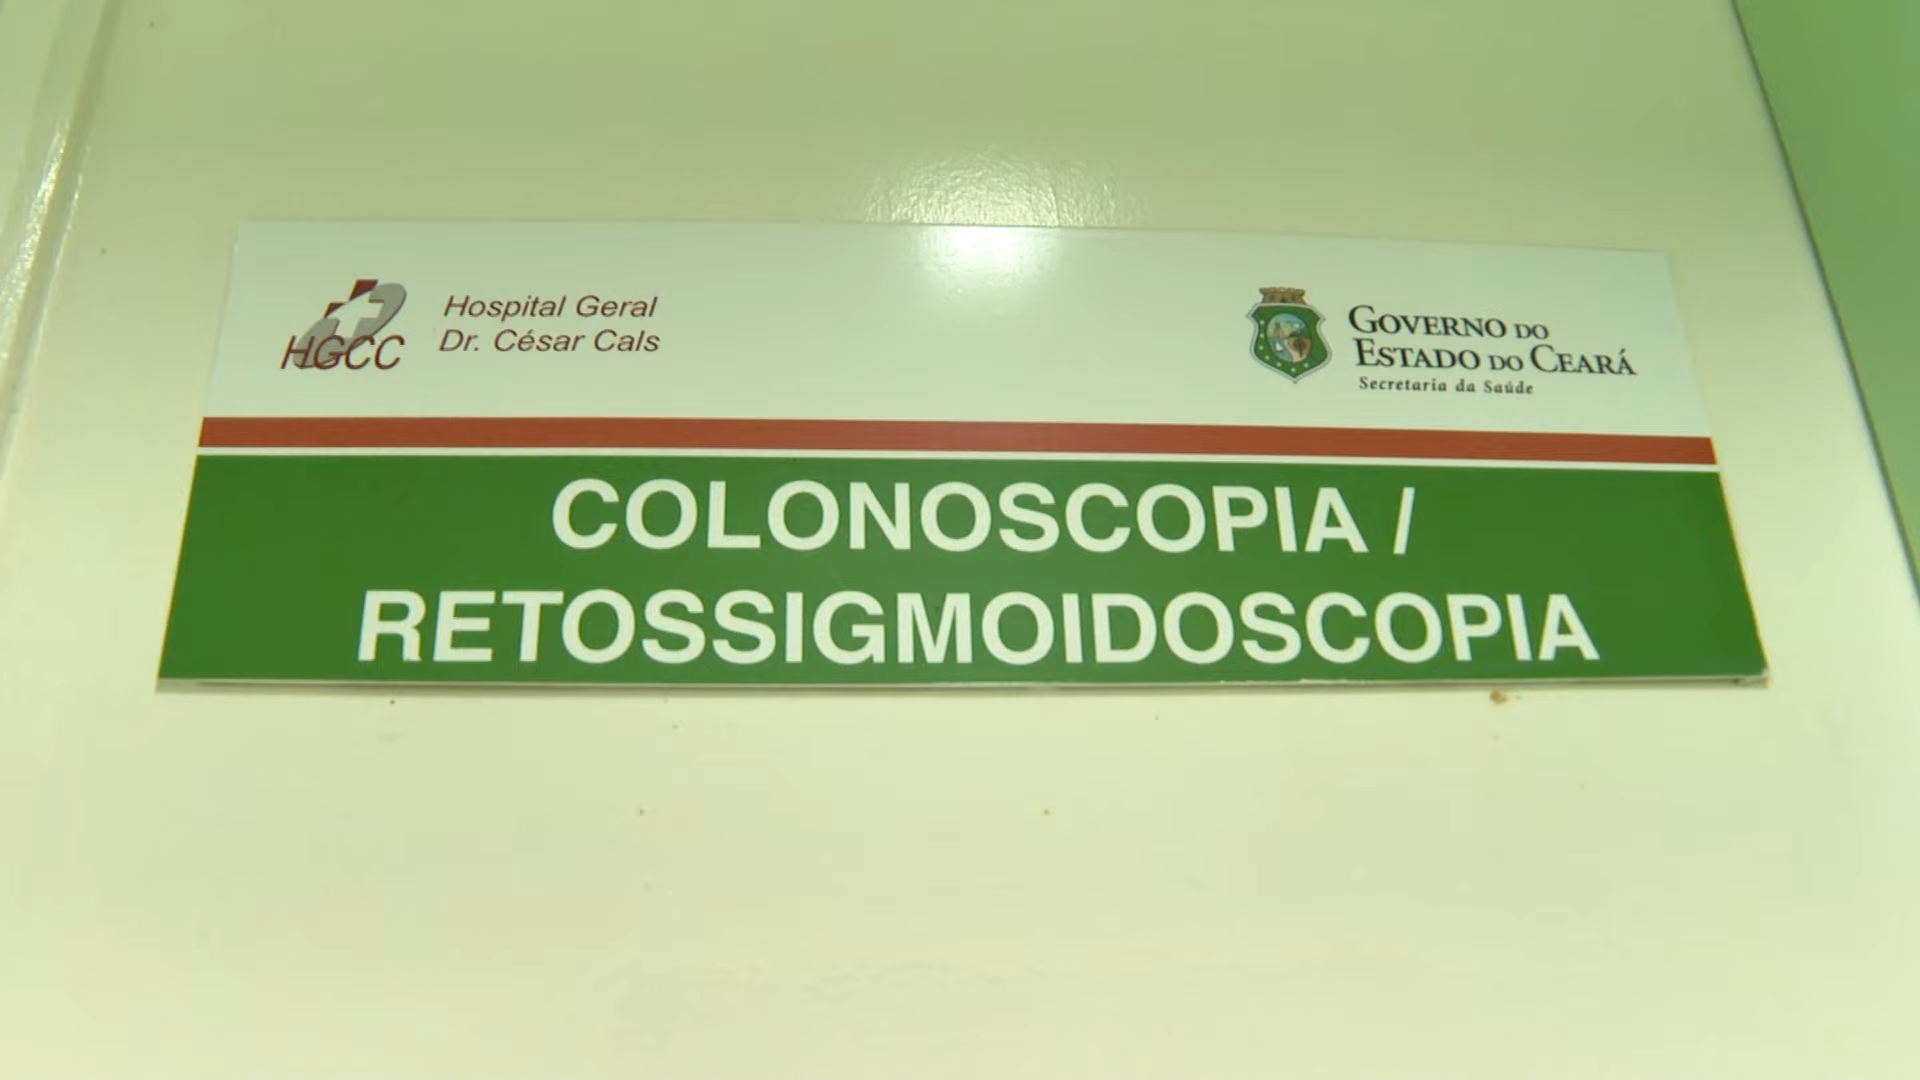 HGCC
Hospital Geral
Dr. César Cals
GOVERNO DO
ESTADO DO CEARÁ
Secretaria da Saúde
COLONOSCOPIA /
RETOSSIGMOIDOSCOPIA